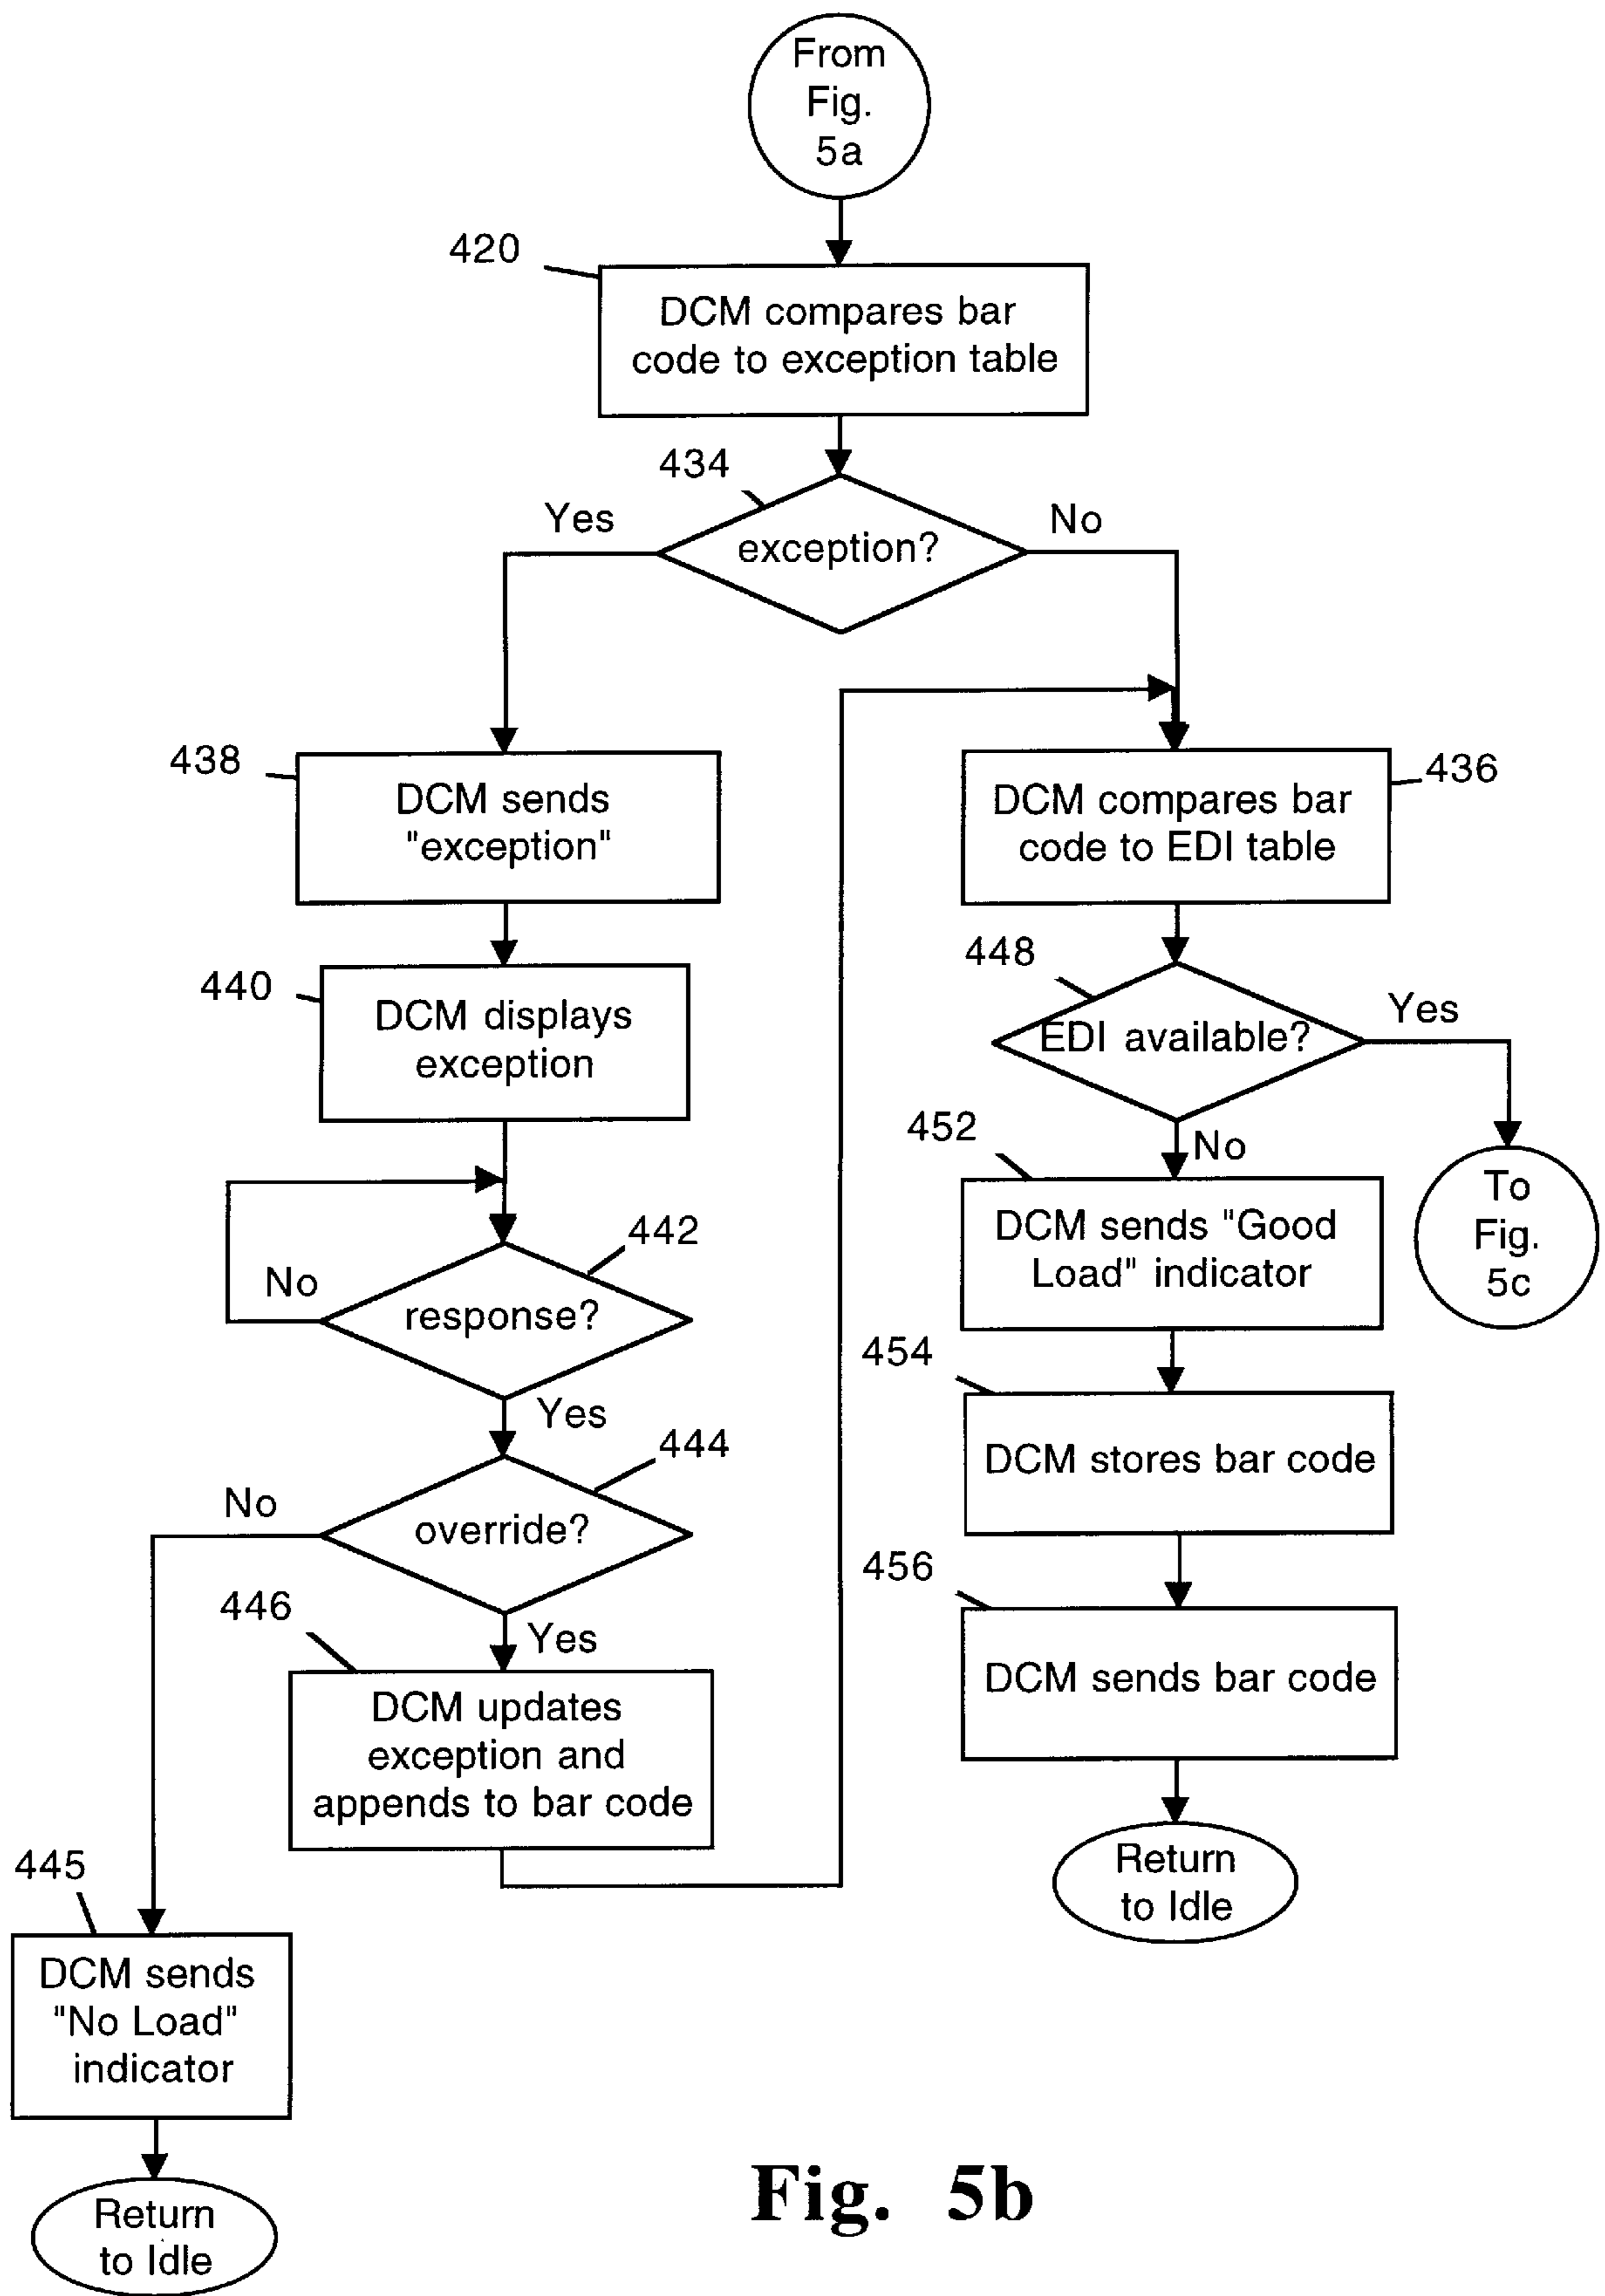 From
Fig.
5a
420
DCM compares bar
code to exception table
434
Yes
exception?
No
438
DCM sends
"exception"
436
DCM compares bar
code to EDI table
440
DCM displays
exception
448
EDI available?
Yes
442
No
response?
Yes
452
No
DCM sends "Good
Load" indicator
To
Fig.
5c
444
No
override?
Yes
454
DCM stores bar code
446
DCM updates
exception and
appends to bar code
456
DCM sends bar code
Return
to Idle
445
DCM sends
"No Load"
indicator
Return
to Idle
Fig. 5b